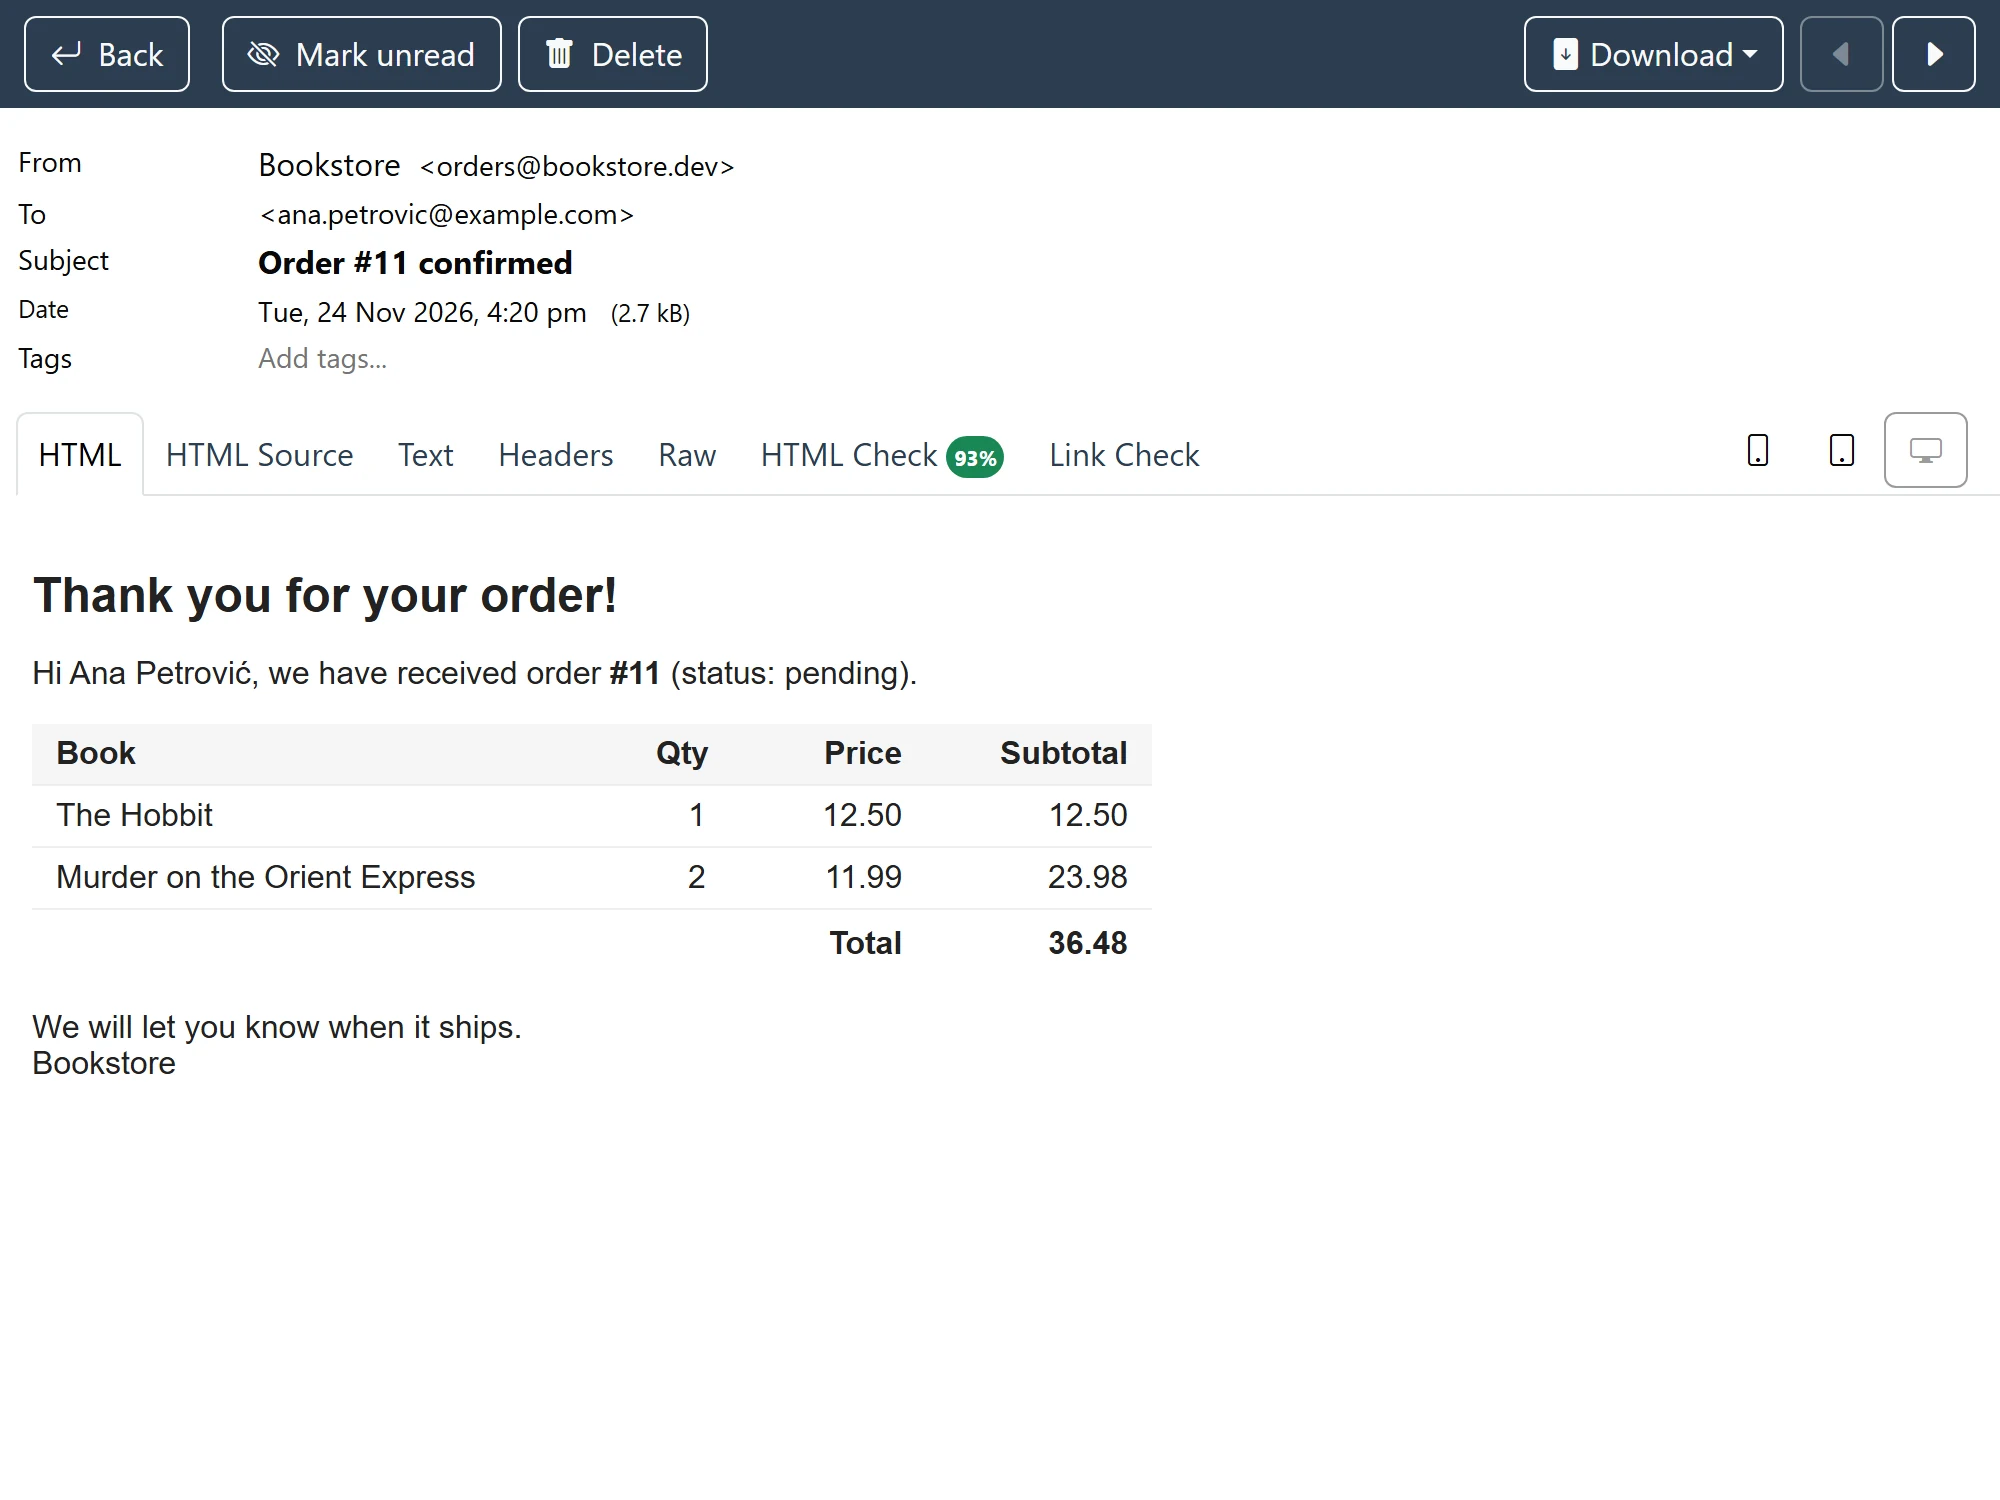 Back Mark unread Delete Download
From Bookstore <orders@bookstore.dev>
To <ana.petrovic@example.com>
Subject Order #11 confirmed
Date Tue, 24 Nov 2026, 4:20 pm (2.7 kB)
Tags Add tags...
HTML HTML Source Text Headers Raw HTML Check 93% Link Check
Thank you for your order!
Hi Ana Petrović, we have received order #11 (status: pending).
Book Qty Price Subtotal
The Hobbit 1 12.50 12.50
Murder on the Orient Express 2 11.99 23.98
Total 36.48
We will let you know when it ships.
Bookstore